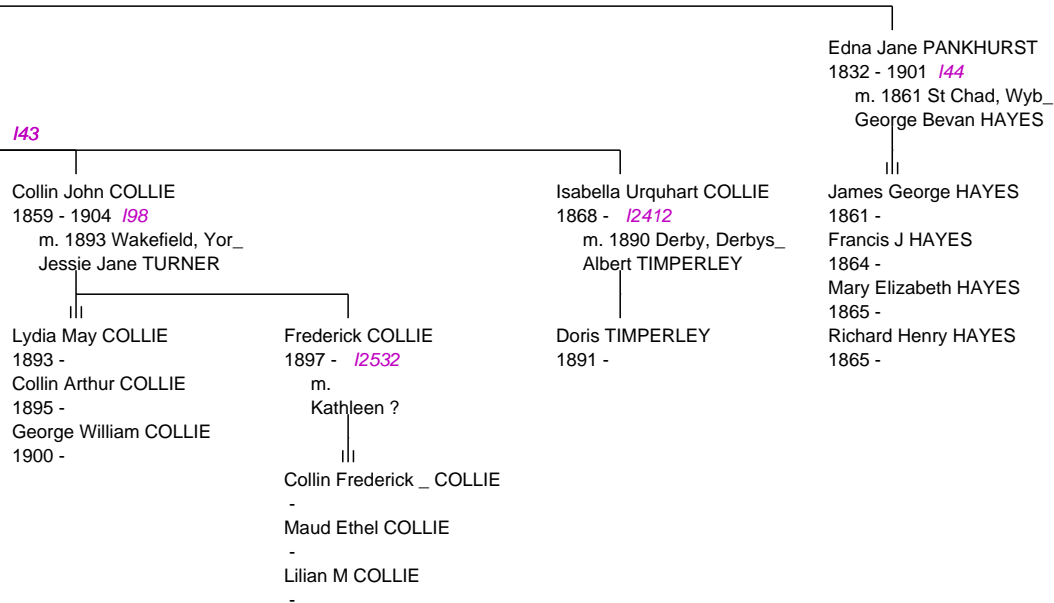 Edna Jane PANKHURST
1832 - 1901 I44
m. 1861 St Chad, Wyb_
George Bevan HAYES
I43
Collin John COLLIE
1859 - 1904 I98
m. 1893 Wakefield, Yor_
Jessie Jane TURNER
Isabella Urquhart COLLIE
1868 - I2412
m. 1890 Derby, Derbys_
Albert TIMPERLEY
James George HAYES
1861 -
Francis J HAYES
1864 -
Mary Elizabeth HAYES
1865 -
Richard Henry HAYES
1865 -
Lydia May COLLIE
1893 -
Collin Arthur COLLIE
1895 -
George William COLLIE
1900 -
Frederick COLLIE
1897 - I2532
m.
Kathleen ?
Doris TIMPERLEY
1891 -
Collin Frederick _ COLLIE
-
Maud Ethel COLLIE
-
Lilian M COLLIE
-